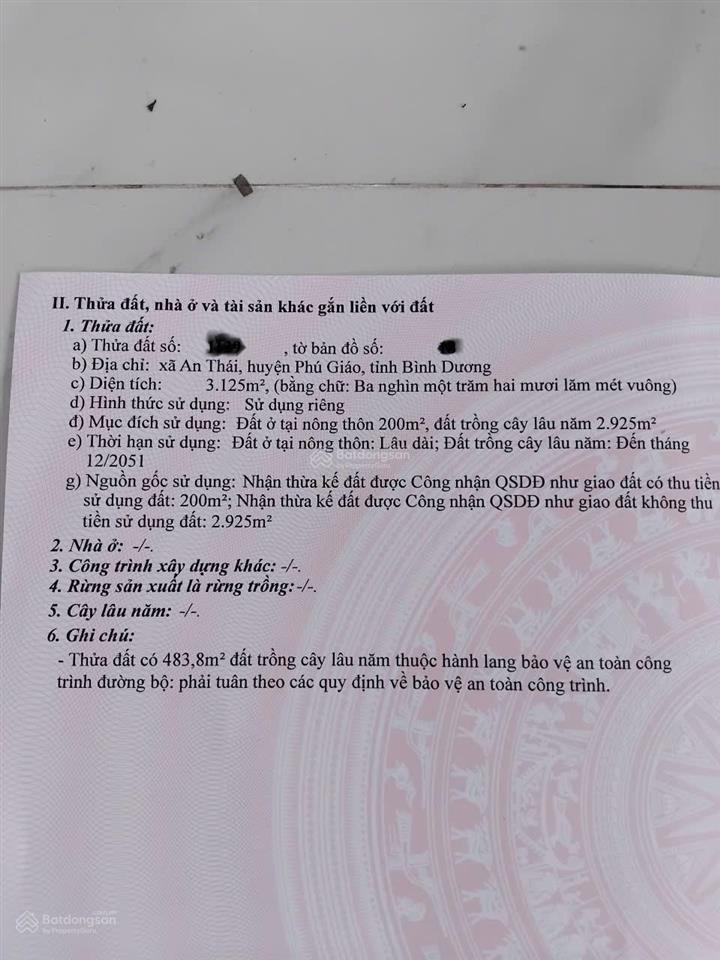 II. Thửa đất, nhà ở và tài sản khác gắn liền với đất
1. Thửa đất:
a) Thửa đất số: , tờ bản đồ số:
b) Địa chỉ: xã An Thái, huyện Phú Giáo, tỉnh Bình Dương
c) Diện tích: 3.125m², (bằng chữ: Ba nghìn một trăm hai mươi lăm mét vuông)
d) Hình thức sử dụng: Sử dụng riêng
đ) Mục đích sử dụng: Đất ở tại nông thôn 200m², đất trồng cây lâu năm 2.925m²
e) Thời hạn sử dụng: Đất ở tại nông thôn: Lâu dài; Đất trồng cây lâu năm: Đến tháng
12/2051
g) Nguồn gốc sử dụng: Nhận thừa kế đất được Công nhận QSDĐ như giao đất có thu tiền
sử dụng đất: 200m²; Nhận thừa kế đất được Công nhận QSDĐ như giao đất không thu
tiền sử dụng đất: 2.925m²
2. Nhà ở: -/-.
3. Công trình xây dựng khác: -/-.
4. Rừng sản xuất là rừng trồng: -/-.
5. Cây lâu năm: -/-.
6. Ghi chú:
- Thửa đất có 483,8m² đất trồng cây lâu năm thuộc hành lang bảo vệ an toàn công
trình đường bộ: phải tuân theo các quy định về bảo vệ an toàn công trình.
Batdongsan
by PropertyGuru
Batdongsan
by PropertyGuru